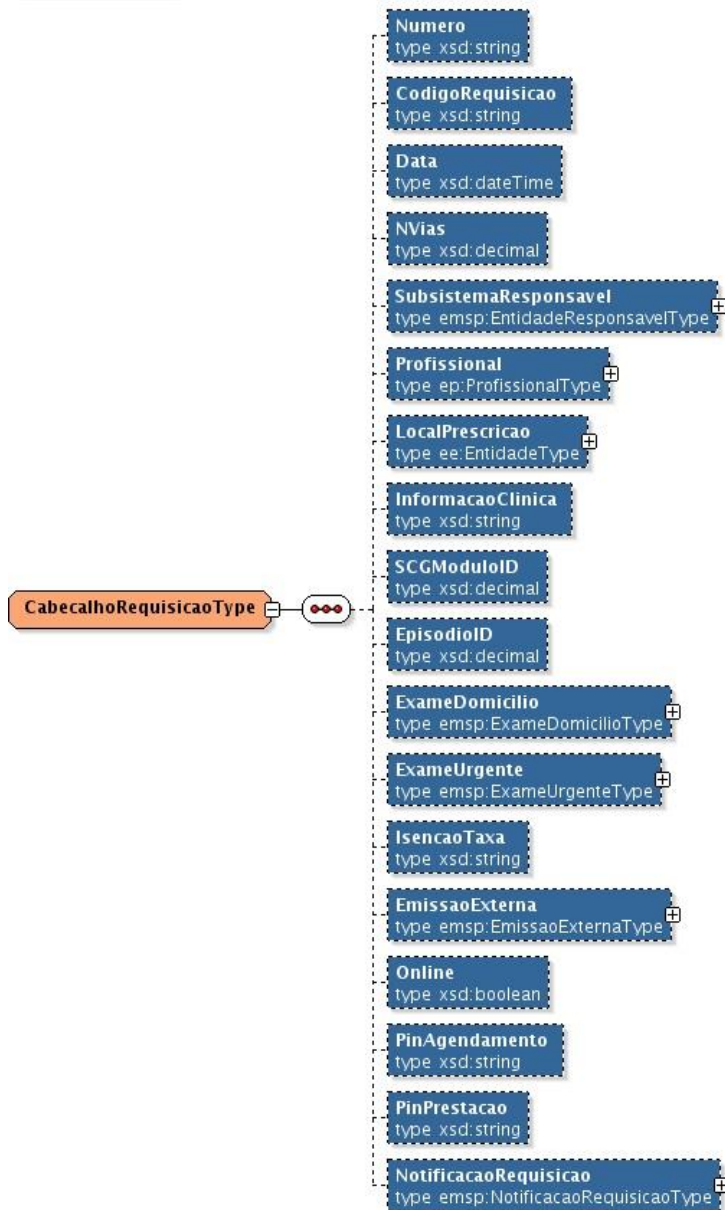 Numero
type xsd:string
CodigoRequisicao
type xsd:string
Data
type xsd:dateTime
NVias
type xsd:decimal
SubsistemaResponsavel
type emsp:EntidadeResponsavelType
Profissional
type ep:ProfissionalType
LocalPrescricao
type ee:EntidadeType
InformacaoClinica
type xsd:string
SCGModuloID
type xsd:decimal
CabecalhoRequisicaoType
EpisodioID
type xsd:decimal
ExameDomicilio
type emsp:ExameDomicilioType
ExameUrgente
type emsp:ExameUrgenteType
IsencaoTaxa
type xsd:string
EmissaoExterna
type emsp:EmissaoExternaType
Online
type xsd:boolean
PinAgendamento
type xsd:string
PinPrestacao
type xsd:string
NotificacaoRequisicao
type emsp:NotificacaoRequisicaoType